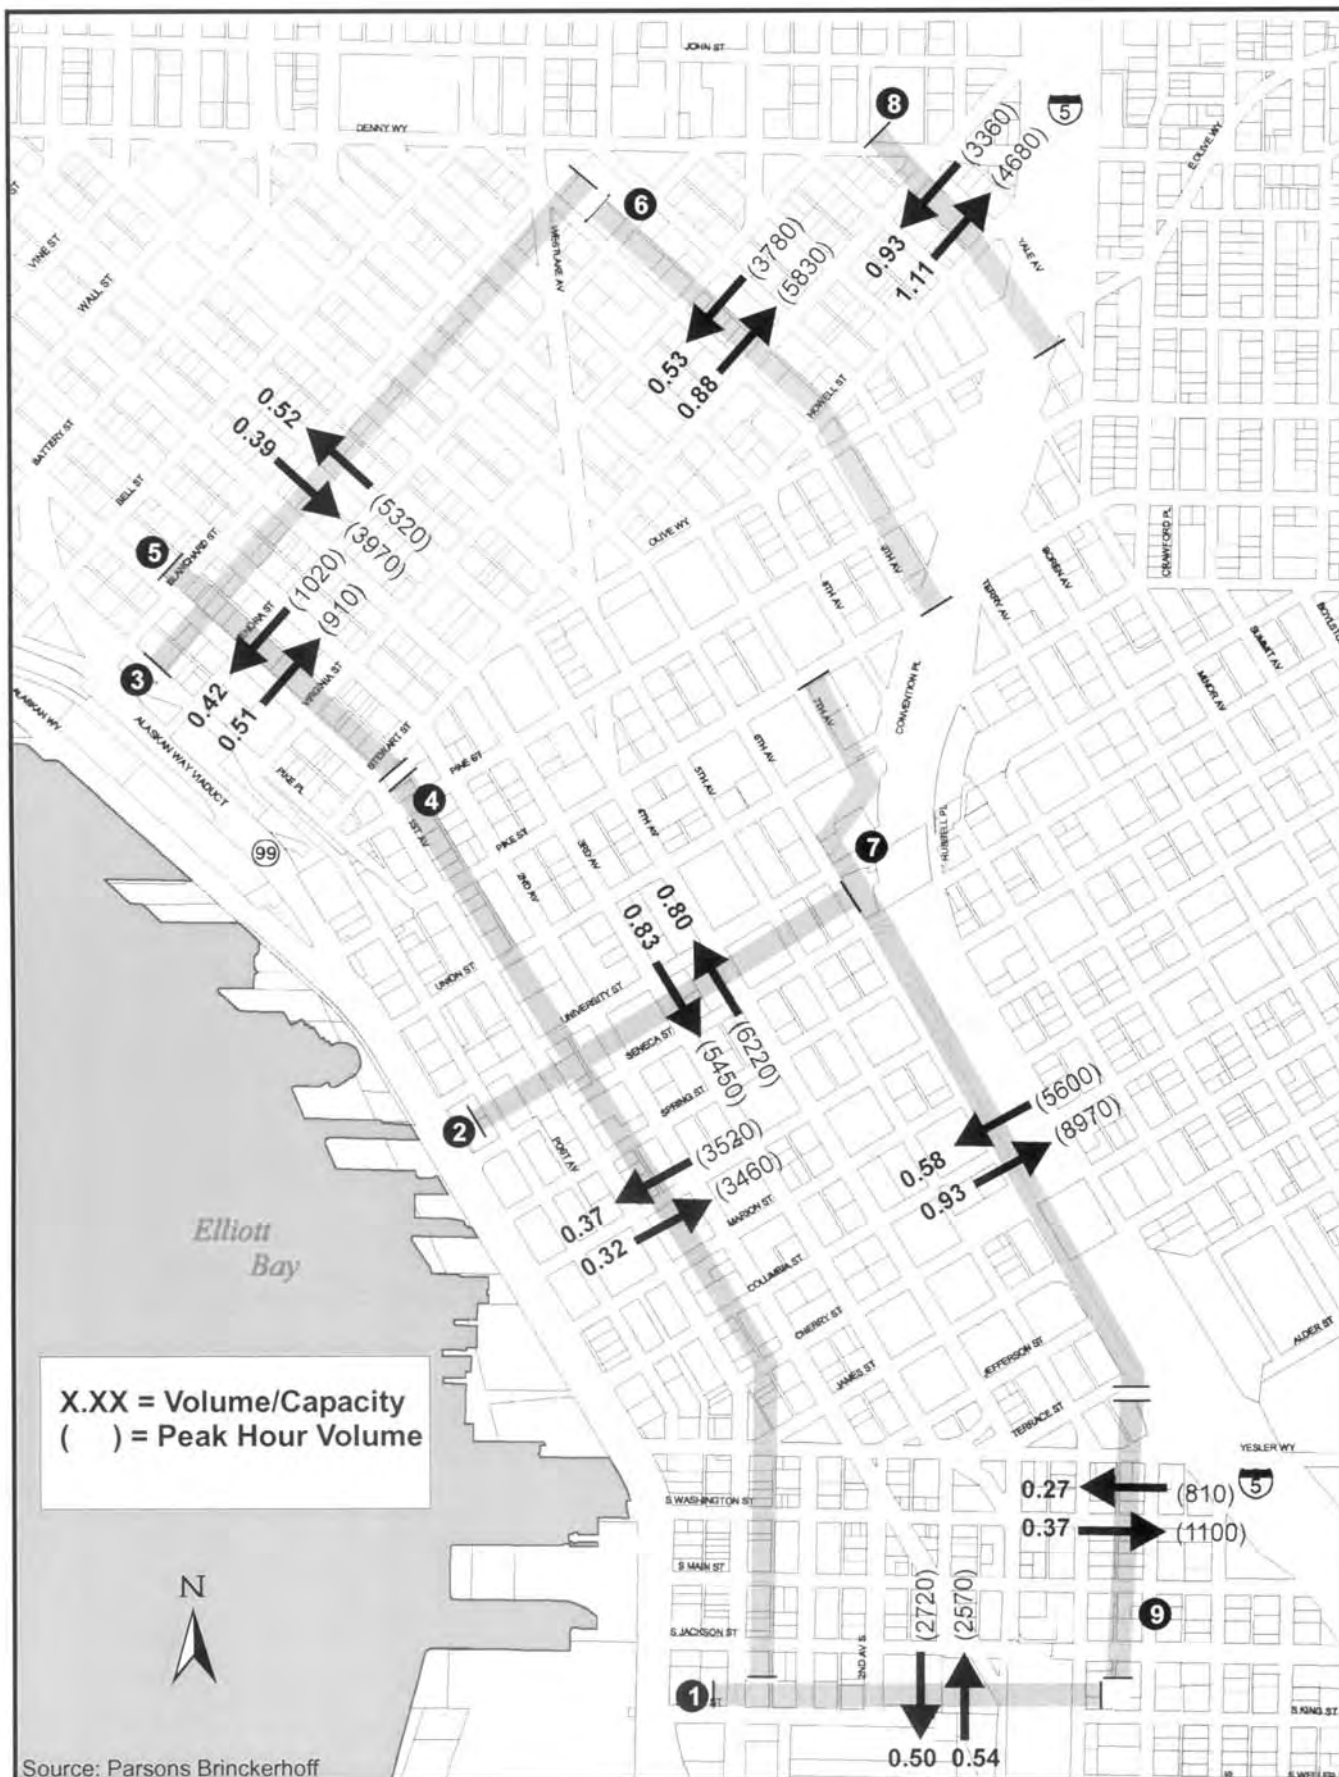 JOHN ST
8
5
(3360)
(4680)
DENNY WY
E OLIVE WY
0.93
1.11
YALE AV
6
WESTLAKE AV
(3780)
(5830)
0.53
0.88
HOWELL ST
ST
VINE ST
WALL ST
BATTERY ST
BELL ST
BLANCHARD ST
0.52
0.39
(5320)
(3970)
5
(1020)
(910)
VIRGINIA ST
3
0.42
0.51
STEWART ST
OLIVE WY
9TH AV
8TH AV
7TH AV
6TH AV
5TH AV
4TH AV
3RD AV
2ND AV
1ST AV
TERRY AV
BOREN AV
CRAWFORD PL
SUMMIT AV
MINOR AV
CONVENTION PL
HUBBELL PL
ALASKAN WY
ALASKAN WAY VIADUCT
PIKE PL
PINE ST
PIKE ST
4
99
7
UNION ST
UNIVERSITY ST
SENECA ST
SPRING ST
0.80
0.83
(6220)
(5450)
2
POST AV
(3520)
(3460)
0.37
0.32
MARION ST
COLUMBIA ST
CHERRY ST
JAMES ST
JEFFERSON ST
TERRACE ST
(5600)
(8970)
0.58
0.93
ALDER ST
Elliott
Bay
X.XX = Volume/Capacity
( ) = Peak Hour Volume
YESLER WY
5
S WASHINGTON ST
0.27
(810)
0.37
(1100)
S MAIN ST
S JACKSON ST
2ND AV S
(2720)
(2570)
9
N
1
ST.
S KING ST
0.50
0.54
Source: Parsons Brinckerhoff